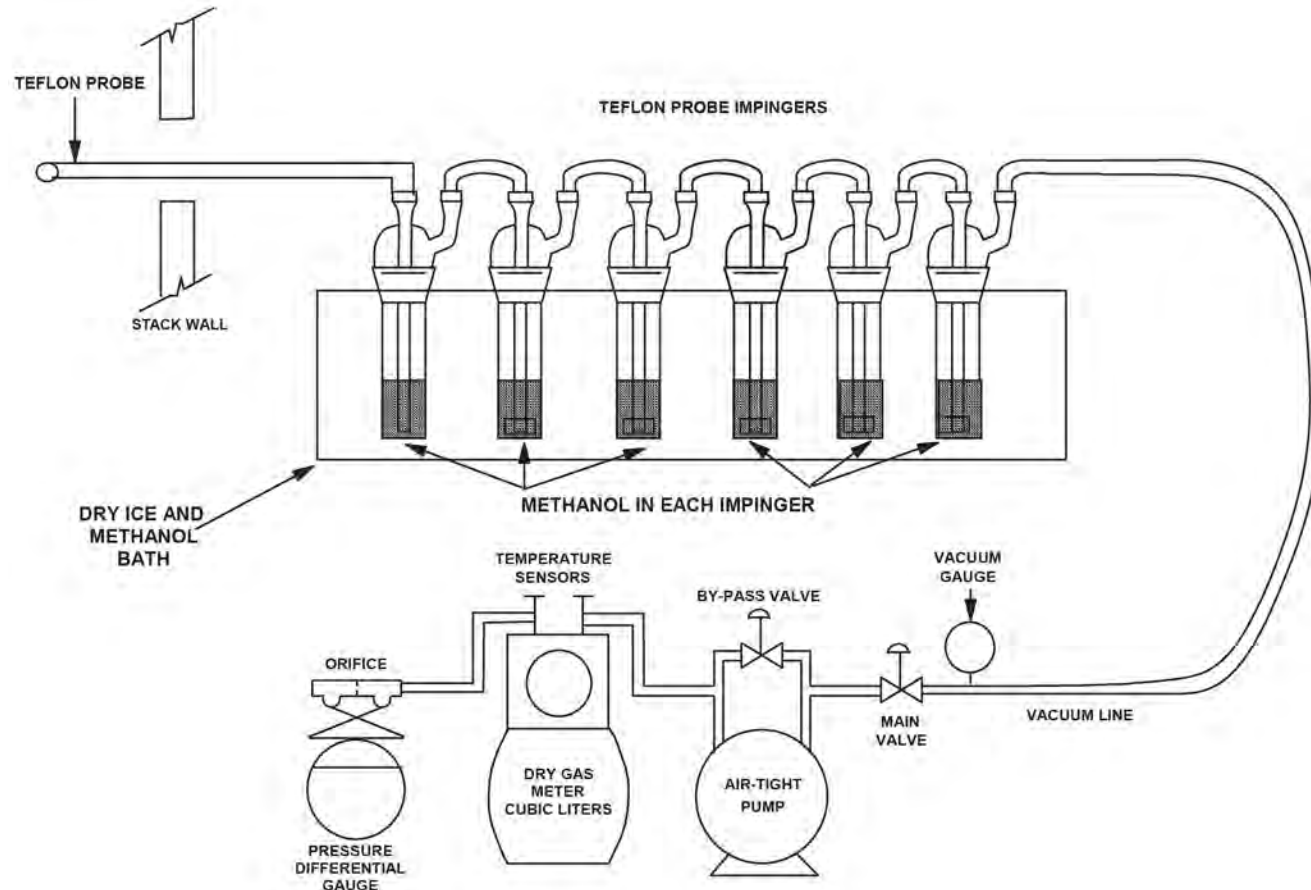 TEFLON PROBE
TEFLON PROBE IMPINGERS
STACK WALL
DRY ICE AND
METHANOL
BATH
METHANOL IN EACH IMPINGER
TEMPERATURE
SENSORS
BY-PASS VALVE
VACUUM
GAUGE
ORIFICE
MAIN
VALVE
VACUUM LINE
DRY GAS
METER
CUBIC LITERS
AIR-TIGHT
PUMP
PRESSURE
DIFFERENTIAL
GAUGE